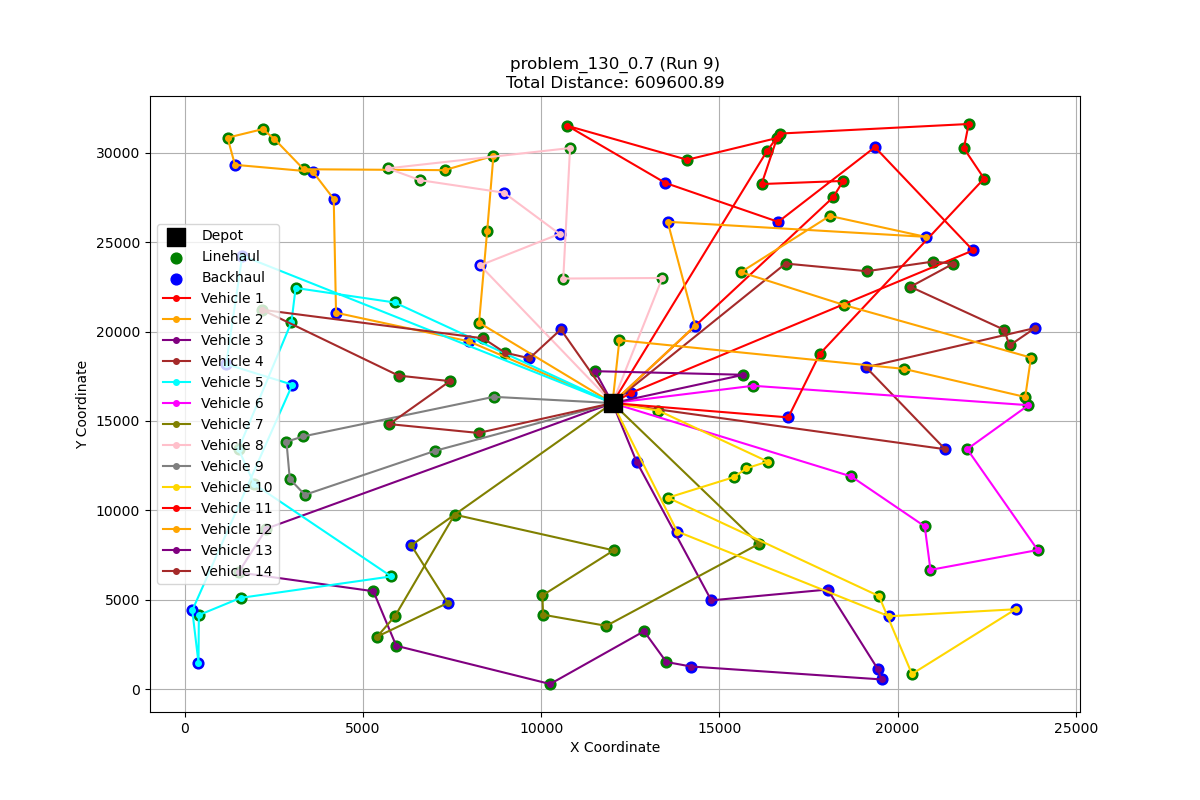 problem_130_0.7 (Run 9)
Total Distance: 609600.89
30000
25000
20000
15000
10000
5000
0
Y Coordinate
Depot
Linehaul
Backhaul
Vehicle 1
Vehicle 2
Vehicle 3
Vehicle 4
Vehicle 5
Vehicle 6
Vehicle 7
Vehicle 8
Vehicle 9
Vehicle 10
Vehicle 11
Vehicle 12
Vehicle 13
Vehicle 14
0 5000 10000 15000 20000 25000
X Coordinate